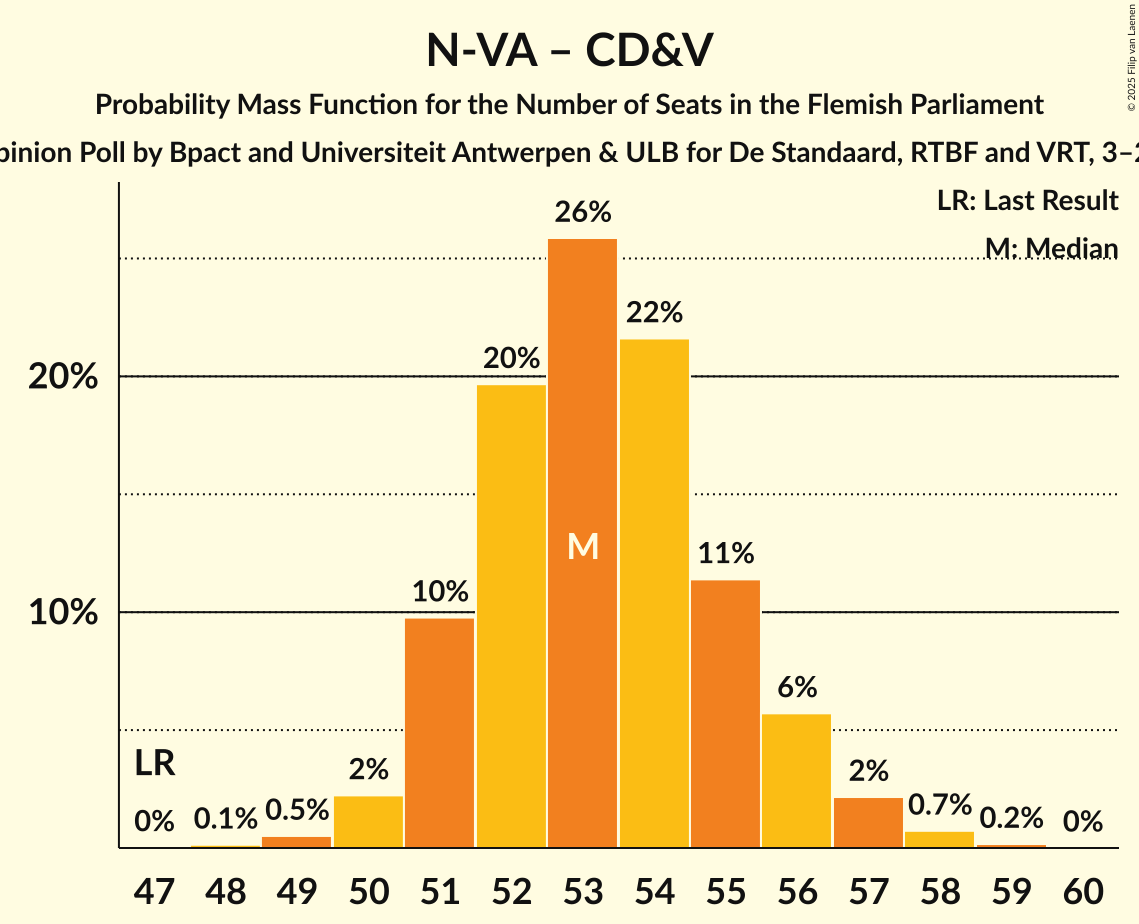 N-VA – CD&V
Probability Mass Function for the Number of Seats in the Flemish Parliament
Opinion Poll by Bpact and Universiteit Antwerpen & ULB for De Standaard, RTBF and VRT, 3–2
© 2025 Filip van Laenen
LR: Last Result
M: Median
26%
22%
20%
20%
M
11%
10%
10%
6%
LR
2%
2%
0%
0.1%
0.5%
0.7%
0.2%
0%
47 48 49 50 51 52 53 54 55 56 57 58 59 60